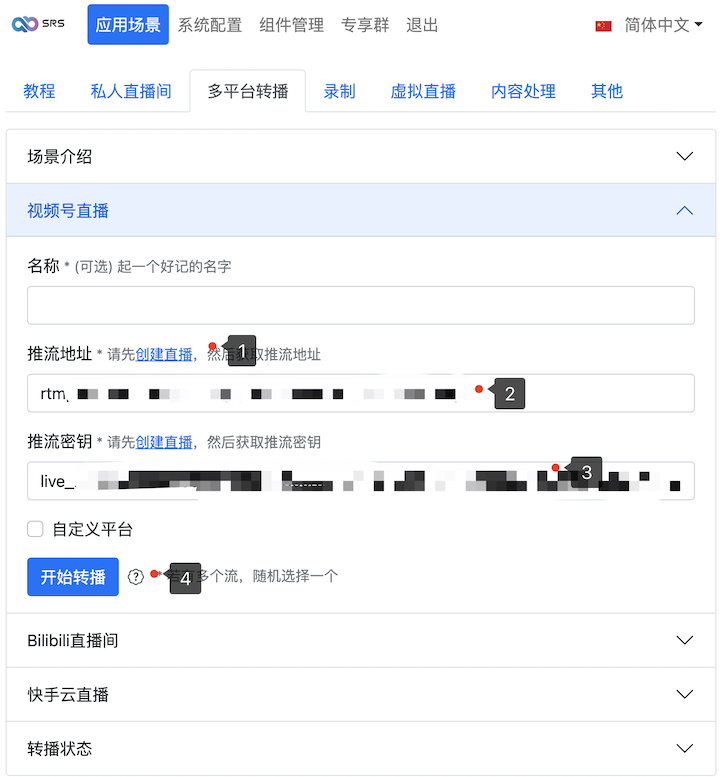 SRS 应用场景 系统配置 组件管理 专享群 退出 简体中文
教程 私人直播间 多平台转播 录制 虚拟直播 内容处理 其他
场景介绍
视频号直播
名称 * (可选) 起一个好记的名字
推流地址 * 请先创建直播，然后获取推流地址
1
rtm
2
推流密钥 * 请先创建直播，然后获取推流密钥
live_
3
自定义平台
开始转播 ? * 若有多个流，随机选择一个
4
Bilibili直播间
快手云直播
转播状态